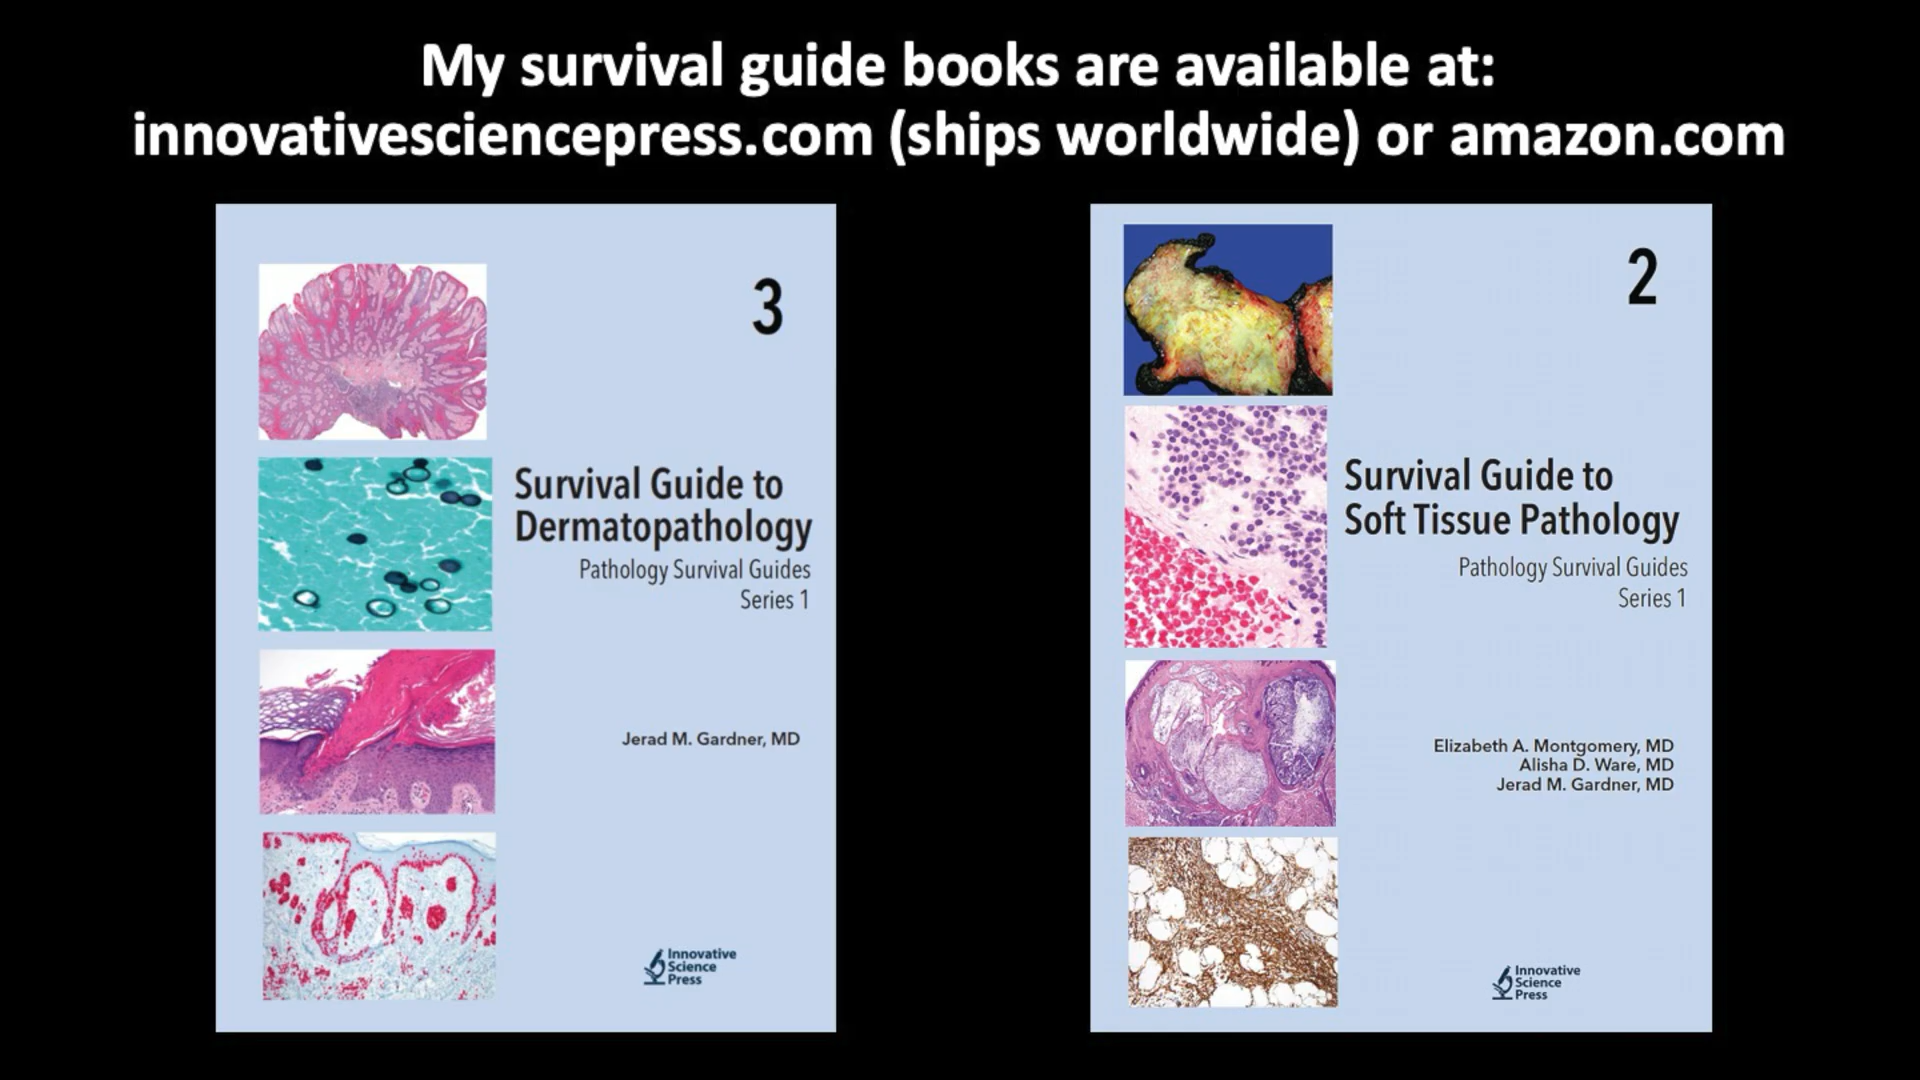 My survival guide books are available at:
innovativesciencepress.com (ships worldwide) or amazon.com
3
Survival Guide to
Dermatopathology
Pathology Survival Guides
Series 1
Jerad M. Gardner, MD
Innovative
Science
Press
2
Survival Guide to
Soft Tissue Pathology
Pathology Survival Guides
Series 1
Elizabeth A. Montgomery, MD
Alisha D. Ware, MD
Jerad M. Gardner, MD
Innovative
Science
Press